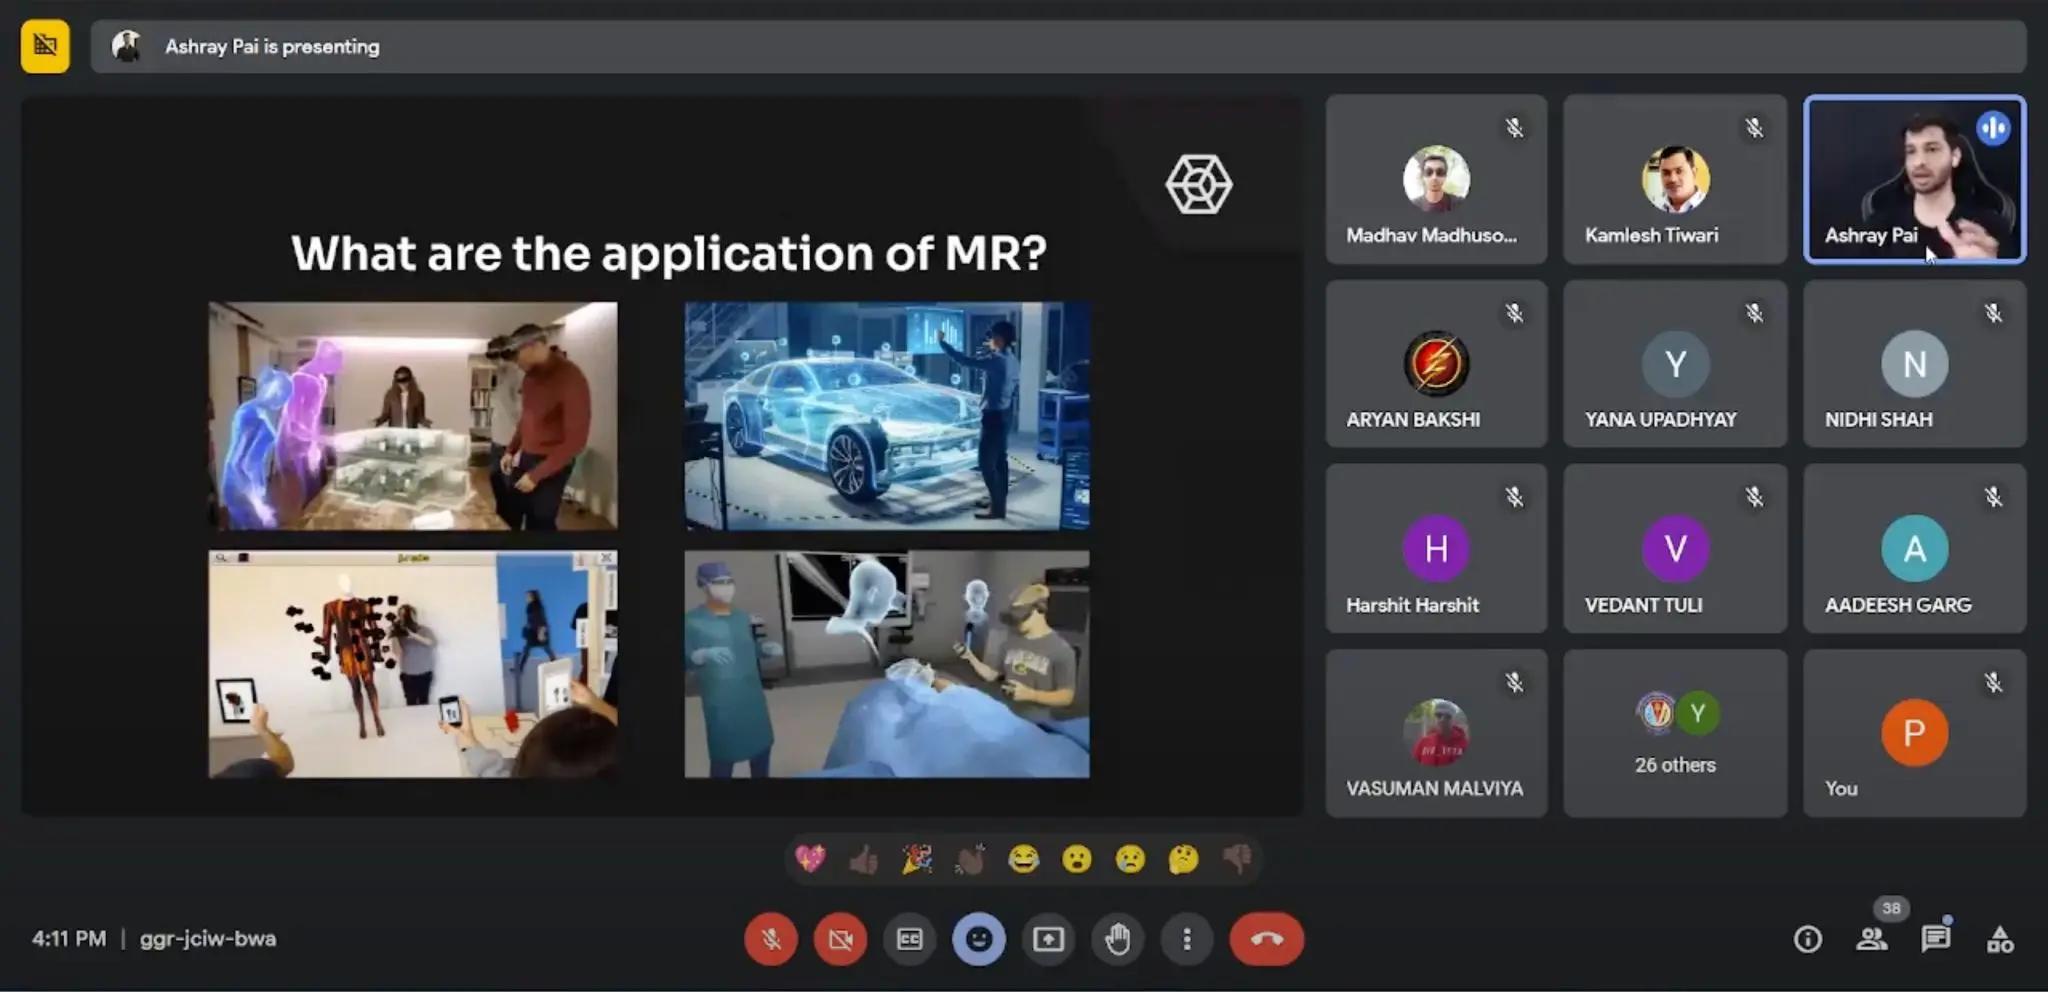 Ashray Pai is presenting
What are the application of MR?
Madhav Madhuso...
Kamlesh Tiwari
Ashray Pai
ARYAN BAKSHI
Y
YANA UPADHYAY
N
NIDHI SHAH
H
Harshit Harshit
V
VEDANT TULI
A
AADEESH GARG
VASUMAN MALVIYA
Y
26 others
P
You
4:11 PM | ggr-jciw-bwa
CC
38